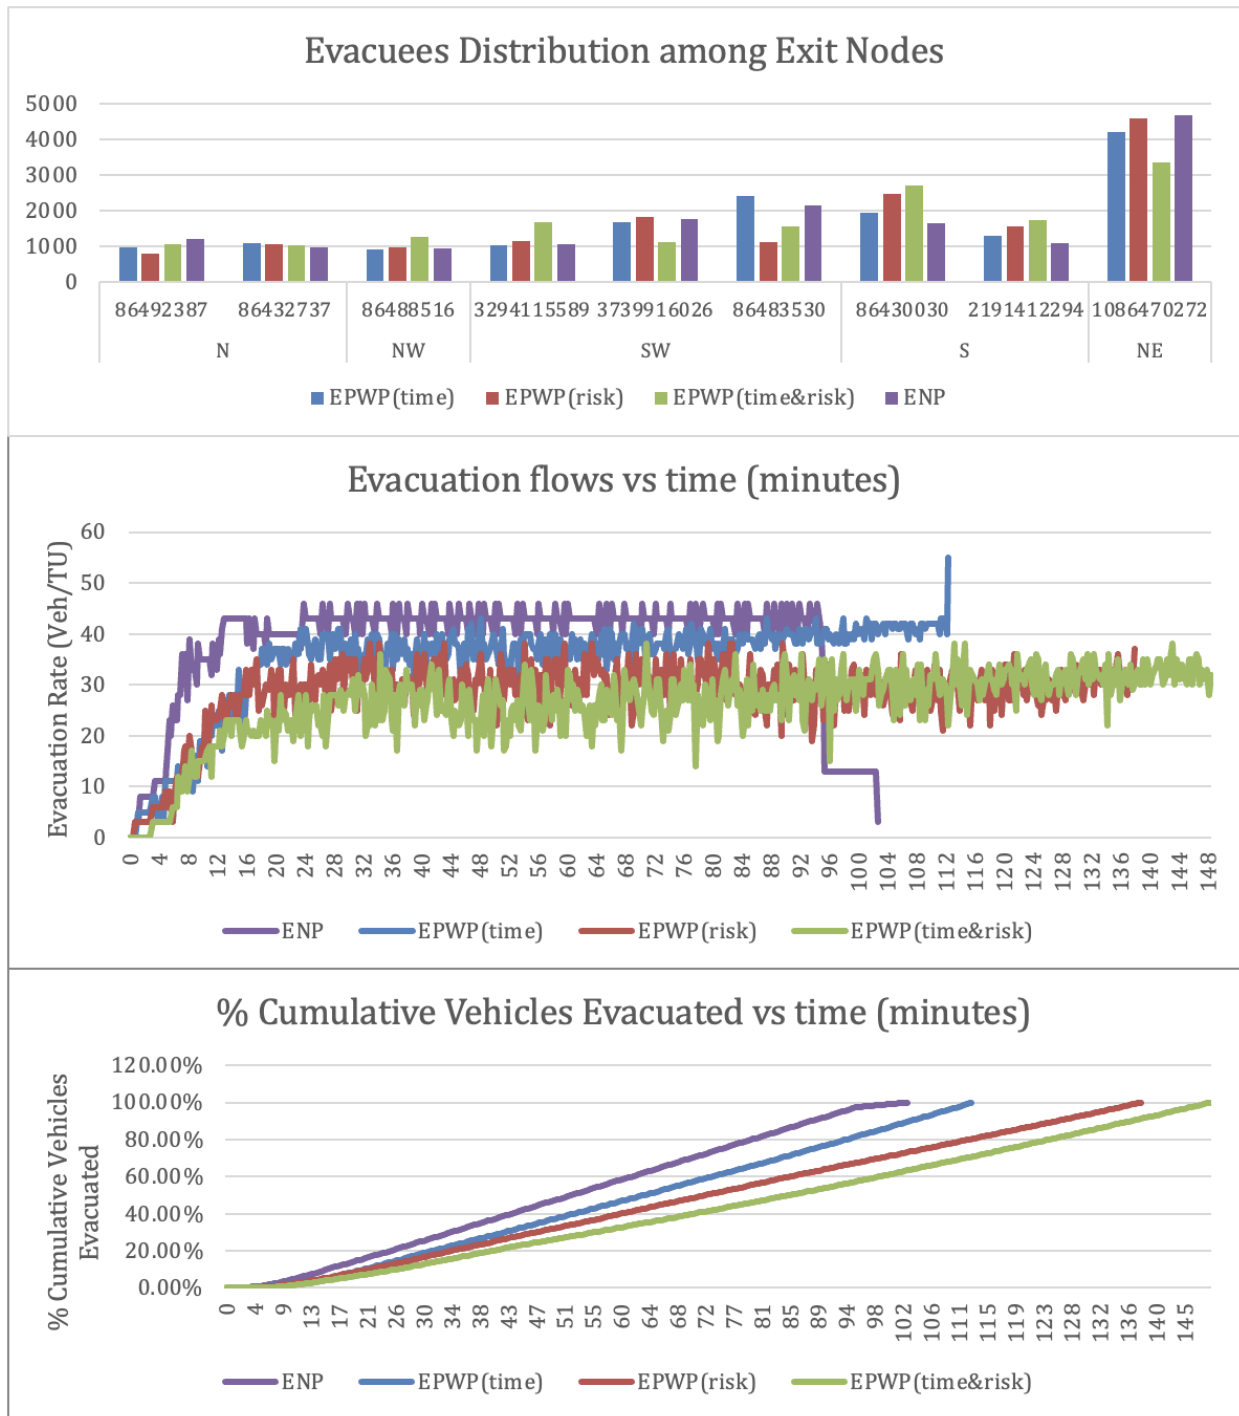 Evacuees Distribution among Exit Nodes
5000
4000
3000
2000
1000
0
86492387 86432737 86488516 3294115589 3739916026 86483530 86430030 2191412294 1086470272
N NW SW S NE
EPWP(time) EPWP(risk) EPWP(time&risk) ENP
Evacuation flows vs time (minutes)
Evacuation Rate (Veh/TU)
60
50
40
30
20
10
0
0 4 8 12 16 20 24 28 32 36 40 44 48 52 56 60 64 68 72 76 80 84 88 92 96 100 104 108 112 116 120 124 128 132 136 140 144 148
ENP EPWP(time) EPWP(risk) EPWP(time&risk)
% Cumulative Vehicles Evacuated vs time (minutes)
% Cumulative Vehicles
Evacuated
120.00%
100.00%
80.00%
60.00%
40.00%
20.00%
0.00%
0 4 9 13 17 21 26 30 34 38 43 47 51 55 60 64 68 72 77 81 85 89 94 98 102 106 111 115 119 123 128 132 136 140 145
ENP EPWP(time) EPWP(risk) EPWP(time&risk)